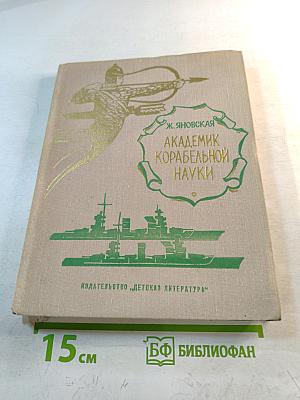 Ж. ЯНОВСКАЯ
АКАДЕМИК
КОРАБЕЛЬНОЙ
НАУКИ
ИЗДАТЕЛЬСТВО „ДЕТСКАЯ ЛИТЕРАТУРА"
15 см
БФ БИБЛИОФАН